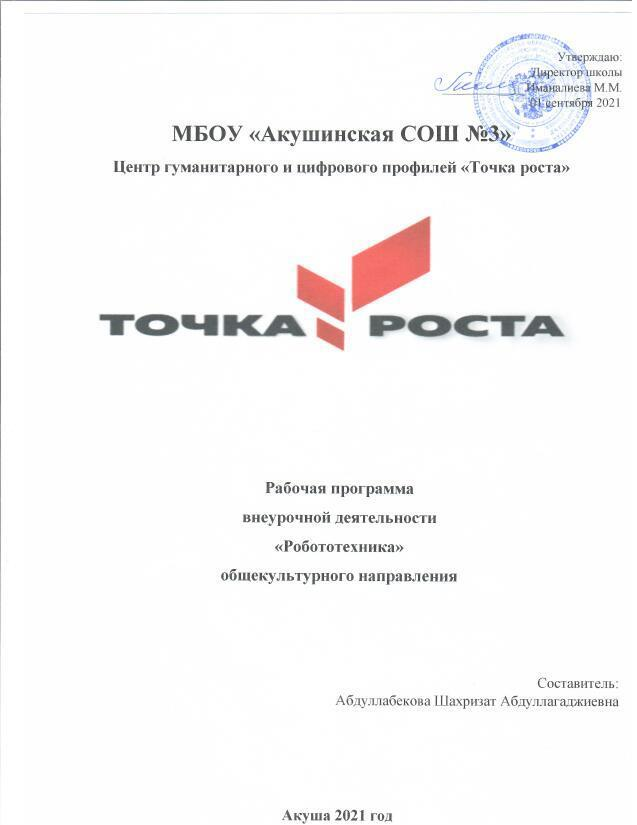 Утверждаю:
Директор школы
Иманалиева М.М.
01 сентября 2021
МБОУ «Акушинская СОШ №3»
Центр гуманитарного и цифрового профилей «Точка роста»
ТОЧКА РОСТА
Рабочая программа
внеурочной деятельности
«Робототехника»
общекультурного направления
Составитель:
Абдуллабекова Шахризат Абдуллагаджиевна
Акуша 2021 год